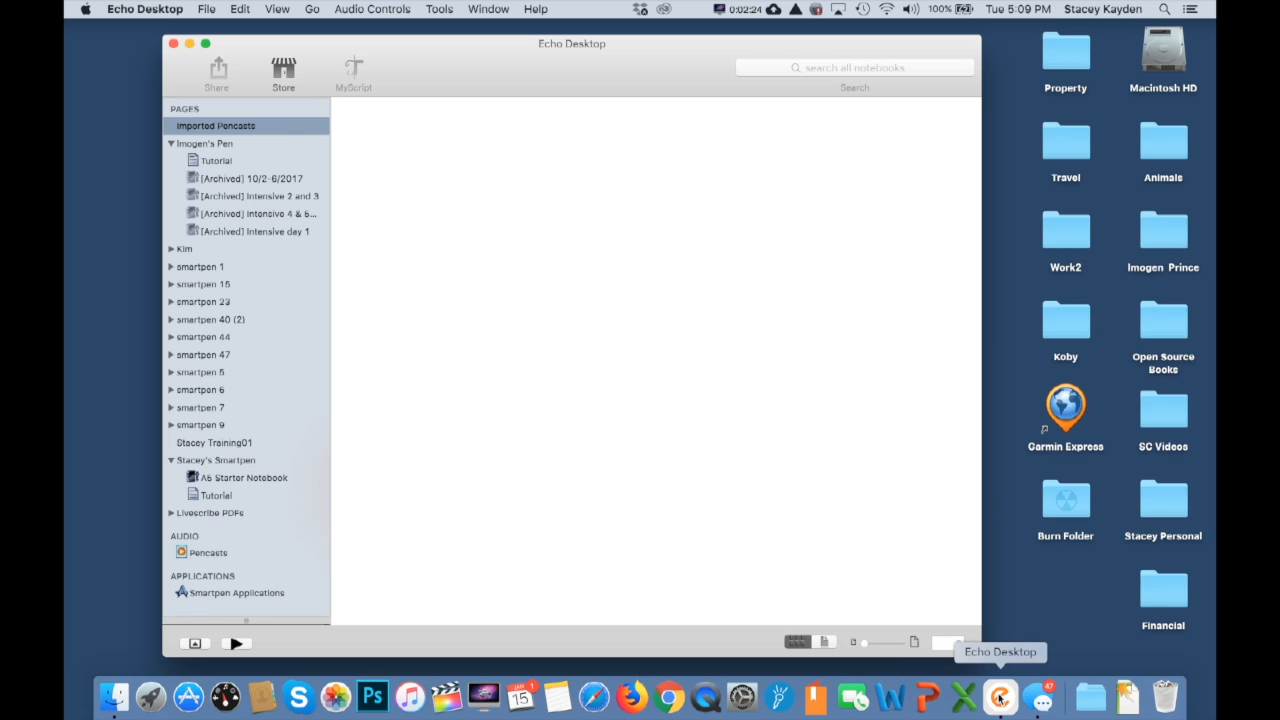 Echo Desktop File Edit View Go Audio Controls Tools Window Help 0:02:24 100% Tue 5:09 PM Stacey Kayden
Echo Desktop
Share Store MyScript
search all notebooks
Search
PAGES
Imported Pencasts
Imogen's Pen
Tutorial
[Archived] 10/2-6/2017
[Archived] Intensive 2 and 3
[Archived] Intensive 4 & 5...
[Archived] Intensive day 1
Kim
smartpen 1
smartpen 15
smartpen 23
smartpen 40 (2)
smartpen 44
smartpen 47
smartpen 5
smartpen 6
smartpen 7
smartpen 9
Stacey Training01
Stacey's Smartpen
A5 Starter Notebook
Tutorial
Livescribe PDFs
AUDIO
Pencasts
APPLICATIONS
Smartpen Applications
Property Macintosh HD
Travel Animals
Work2 Imogen Prince
Koby Open Source
Books
Garmin Express SC Videos
Burn Folder Stacey Personal
Financial
Echo Desktop
S Ps JAN 1 15 W P X 47